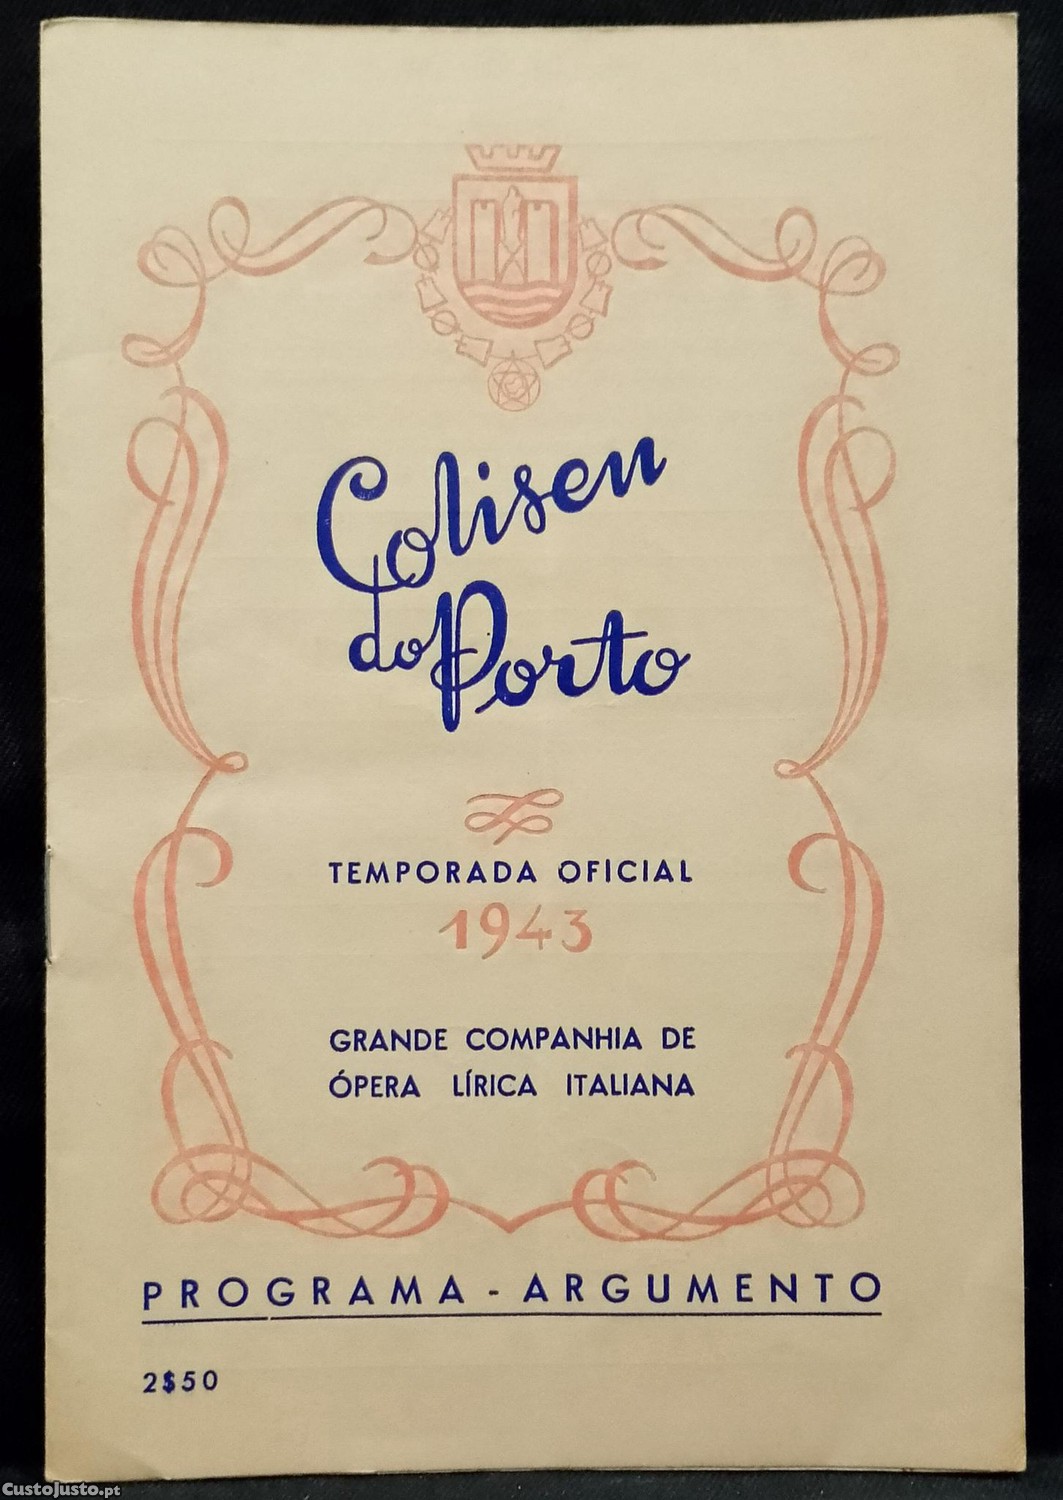 Coliseu
do Porto
TEMPORADA OFICIAL
1943
GRANDE COMPANHIA DE
ÓPERA LÍRICA ITALIANA
PROGRAMA - ARGUMENTO
2$50
CustoJusto.pt